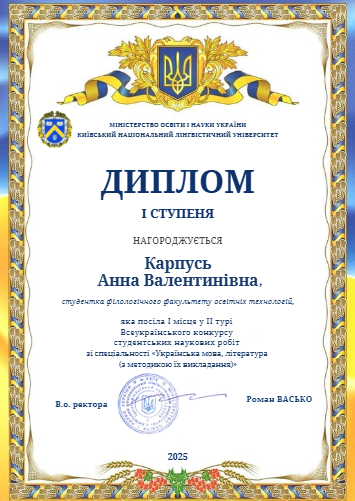 МІНІСТЕРСТВО ОСВІТИ І НАУКИ УКРАЇНИ
КИЇВСЬКИЙ НАЦІОНАЛЬНИЙ ЛІНГВІСТИЧНИЙ УНІВЕРСИТЕТ
ДИПЛОМ
І СТУПЕНЯ
НАГОРОДЖУЄТЬСЯ
Карпусь
Анна Валентинівна,
студентка філологічного факультету освітніх технологій,
яка посіла І місце у ІІ турі
Всеукраїнського конкурсу
студентських наукових робіт
зі спеціальності «Українська мова, література
(з методикою їх викладання)»
В.о. ректора
Роман ВАСЬКО
2025